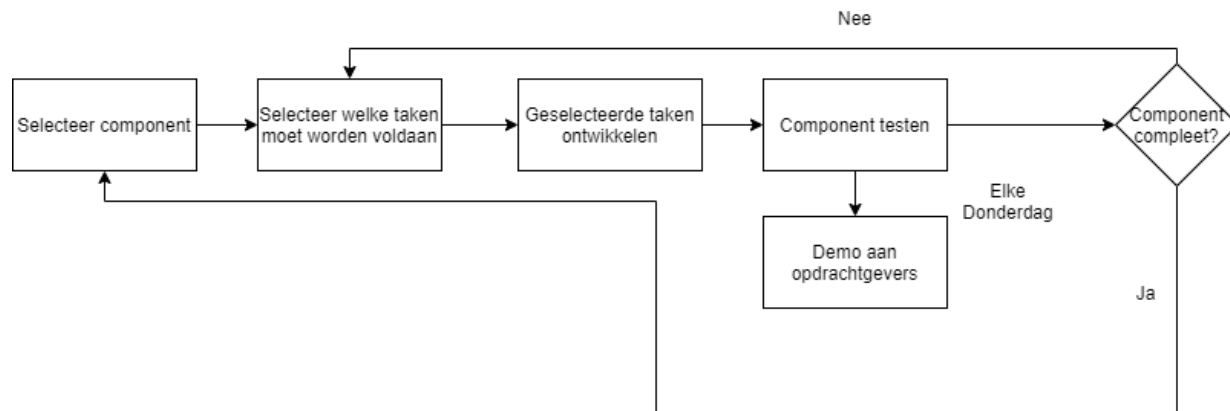 Nee
Selecteer component
Selecteer welke taken
moet worden voldaan
Geselecteerde taken
ontwikkelen
Component testen
Component
compleet?
Elke
Donderdag
Demo aan
opdrachtgevers
Ja